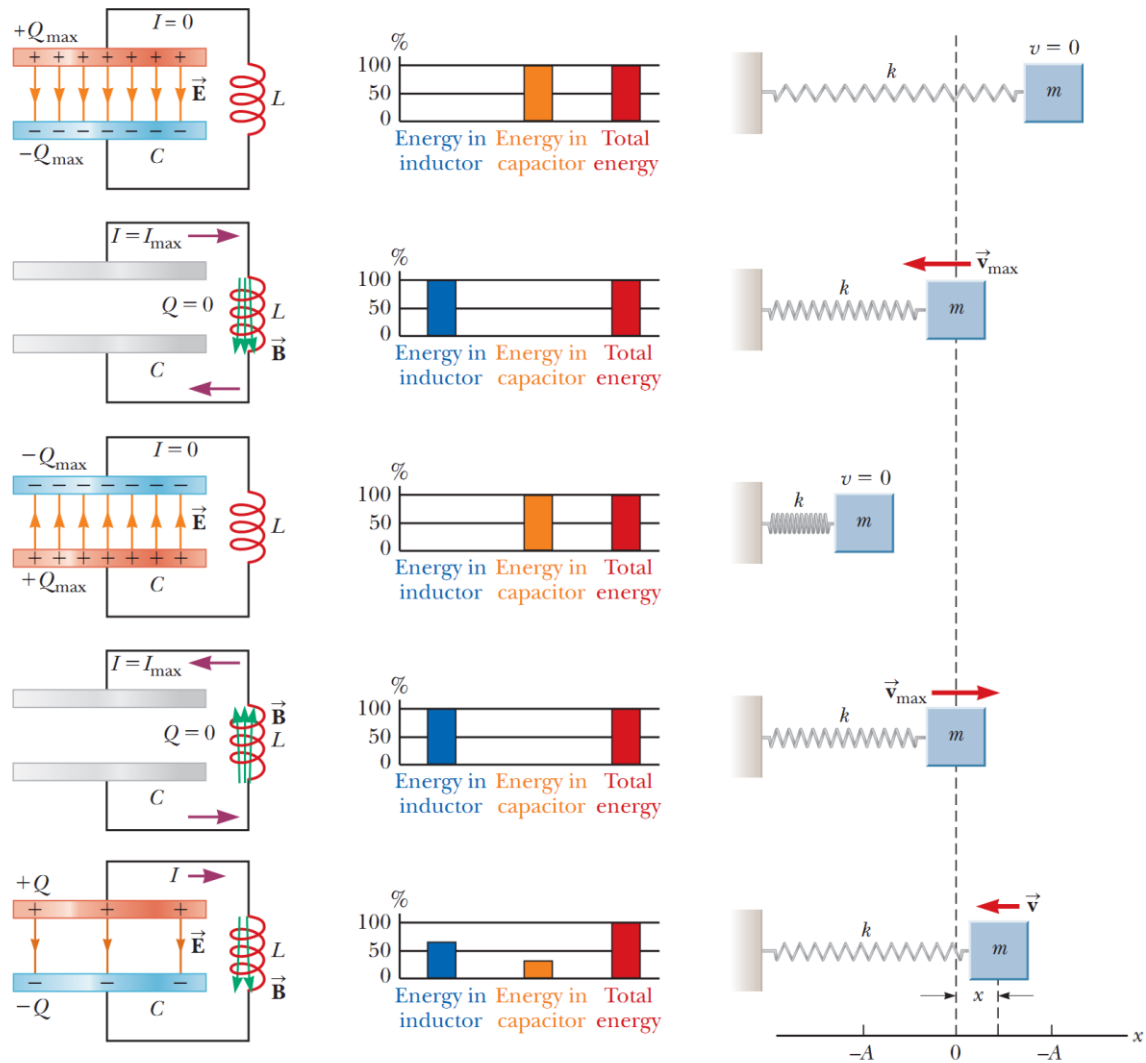 +Q_max
I = 0
+ + + + + + +
E
L
− − − − − − −
−Q_max
C
%
100
50
0
Energy in Energy in Total
inductor capacitor energy
k
v = 0
m
I = I_max
Q = 0
L
B
C
%
100
50
0
Energy in Energy in Total
inductor capacitor energy
v_max
k
m
−Q_max
I = 0
− − − − − − −
E
L
+ + + + + + +
+Q_max
C
%
100
50
0
Energy in Energy in Total
inductor capacitor energy
k
v = 0
m
I = I_max
Q = 0
B
L
C
%
100
50
0
Energy in Energy in Total
inductor capacitor energy
v_max
k
m
+Q
I
+ + +
E
L
− − −
B
−Q
C
%
100
50
0
Energy in Energy in Total
inductor capacitor energy
v
k
m
x
−A 0 −A x